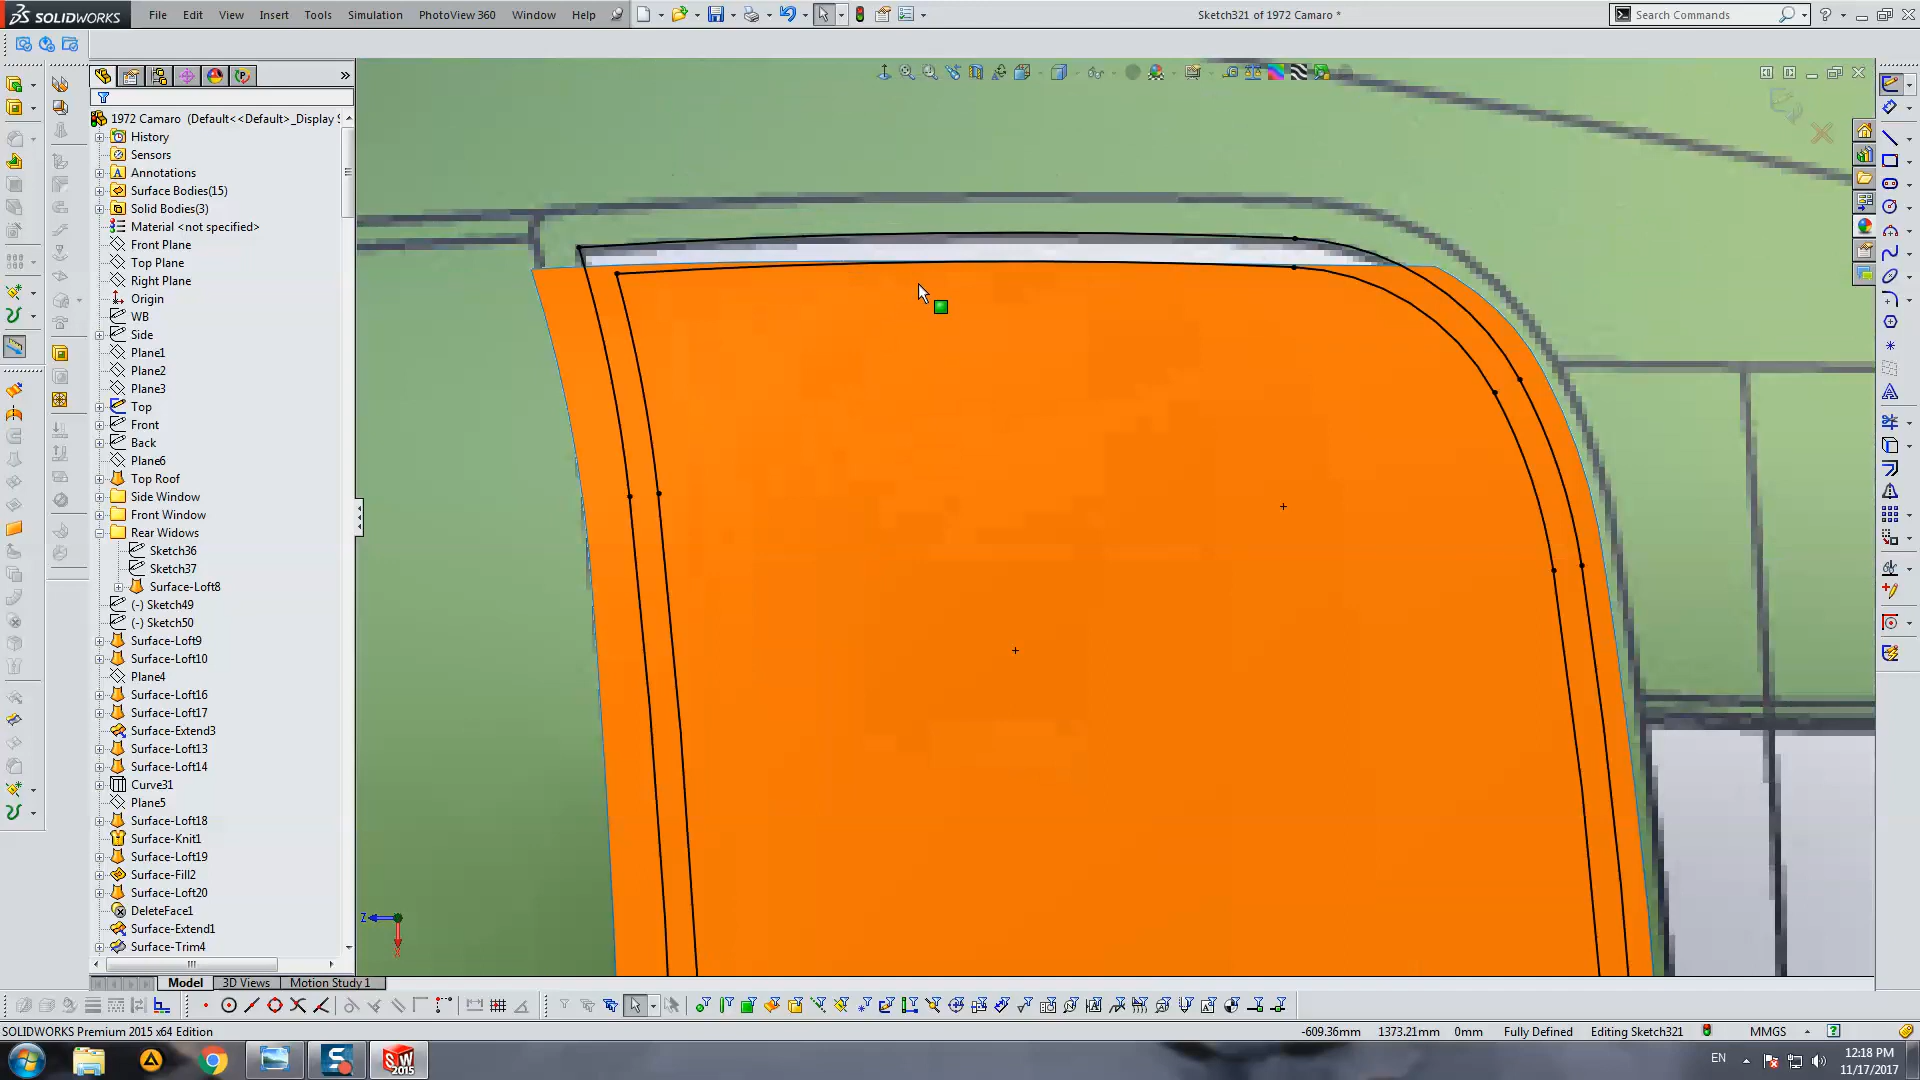 SOLIDWORKS File Edit View Insert Tools Simulation PhotoView 360 Window Help Sketch321 of 1972 Camaro * Search Commands
1972 Camaro (Default<<Default>_Display S
History
Sensors
Annotations
Surface Bodies(15)
Solid Bodies(3)
Material <not specified>
Front Plane
Top Plane
Right Plane
Origin
WB
Side
Plane1
Plane2
Plane3
Top
Front
Back
Plane6
Top Roof
Side Window
Front Window
Rear Widows
Sketch36
Sketch37
Surface-Loft8
(-) Sketch49
(-) Sketch50
Surface-Loft9
Surface-Loft10
Plane4
Surface-Loft16
Surface-Loft17
Surface-Extend3
Surface-Loft13
Surface-Loft14
Curve31
Plane5
Surface-Loft18
Surface-Knit1
Surface-Loft19
Surface-Fill2
Surface-Loft20
DeleteFace1
Surface-Extend1
Surface-Trim4
Z
X
Model 3D Views Motion Study 1
SOLIDWORKS Premium 2015 x64 Edition -609.36mm 1373.21mm 0mm Fully Defined Editing Sketch321 MMGS
EN 12:18 PM
11/17/2017